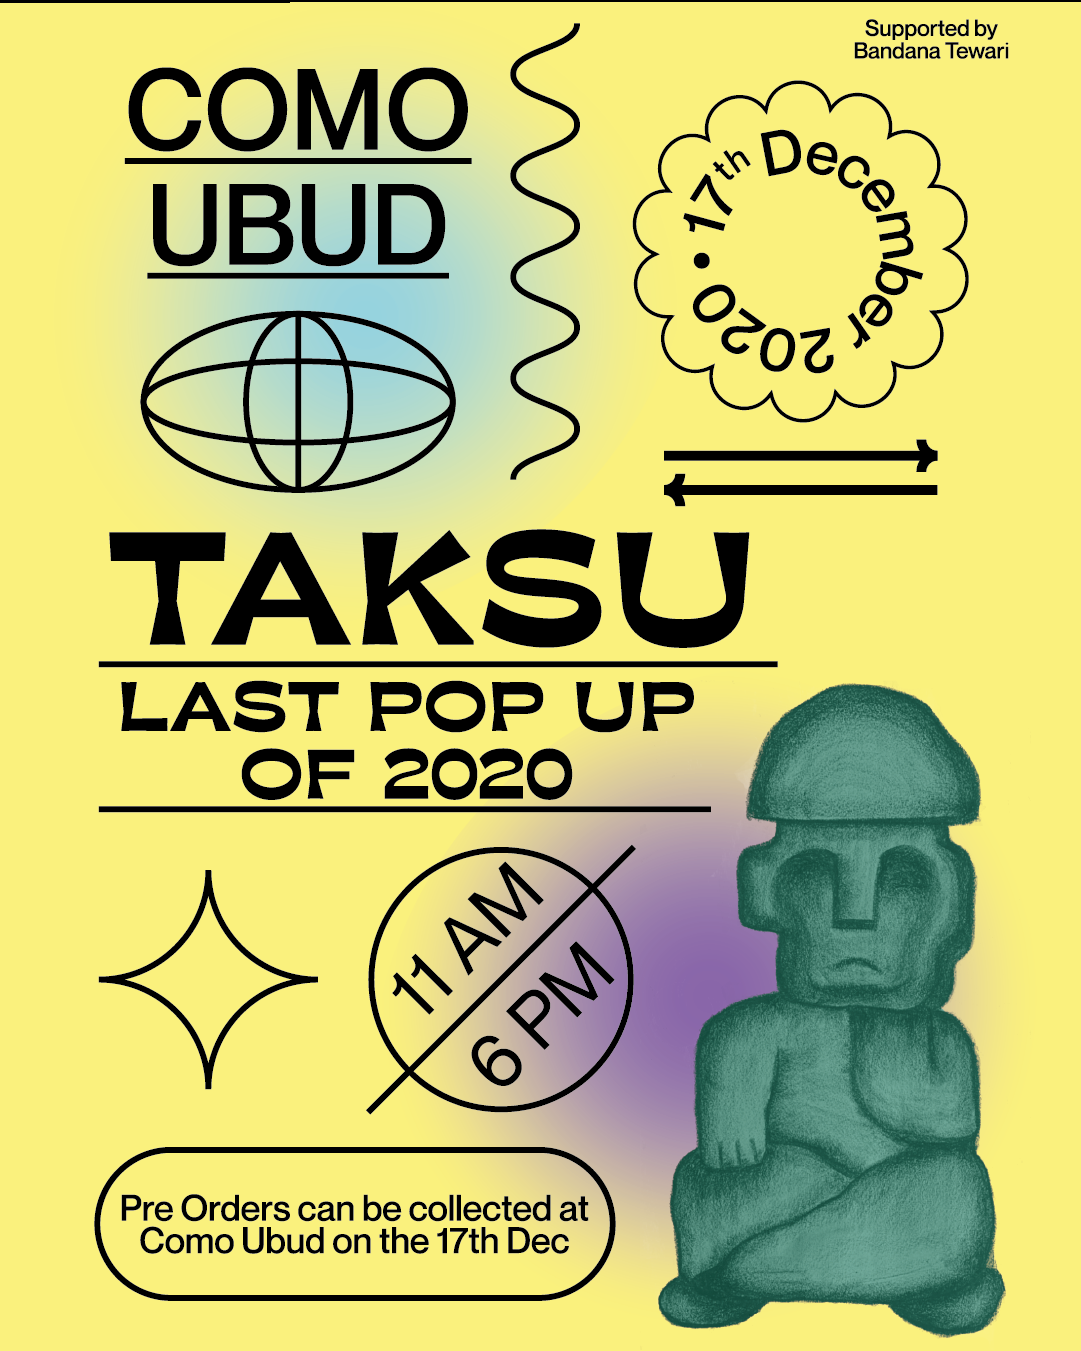 Supported by
Bandana Tewari
COMO
UBUD
17th December 2020 •
TAKSU
LAST POP UP
OF 2020
11 AM
6 PM
Pre Orders can be collected at
Como Ubud on the 17th Dec